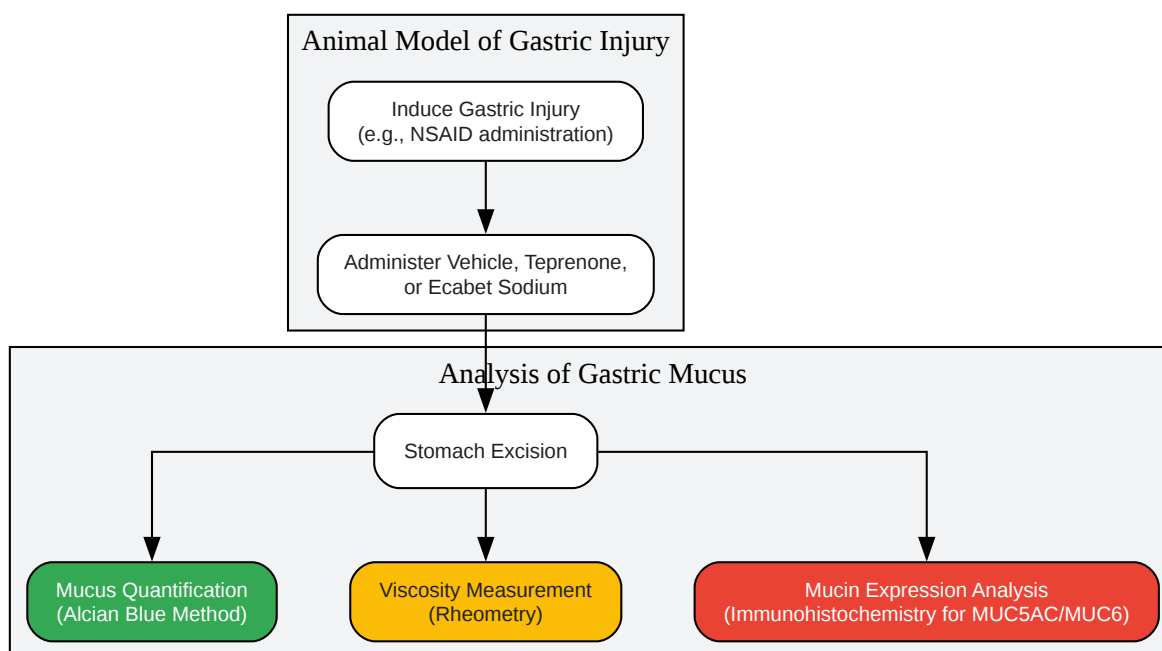 Animal Model of Gastric Injury
Induce Gastric Injury
(e.g., NSAID administration)
Administer Vehicle, Teprenone,
or Ecabet Sodium
Analysis of Gastric Mucus
Stomach Excision
Mucus Quantification
(Alcian Blue Method)
Viscosity Measurement
(Rheometry)
Mucin Expression Analysis
(Immunohistochemistry for MUC5AC/MUC6)